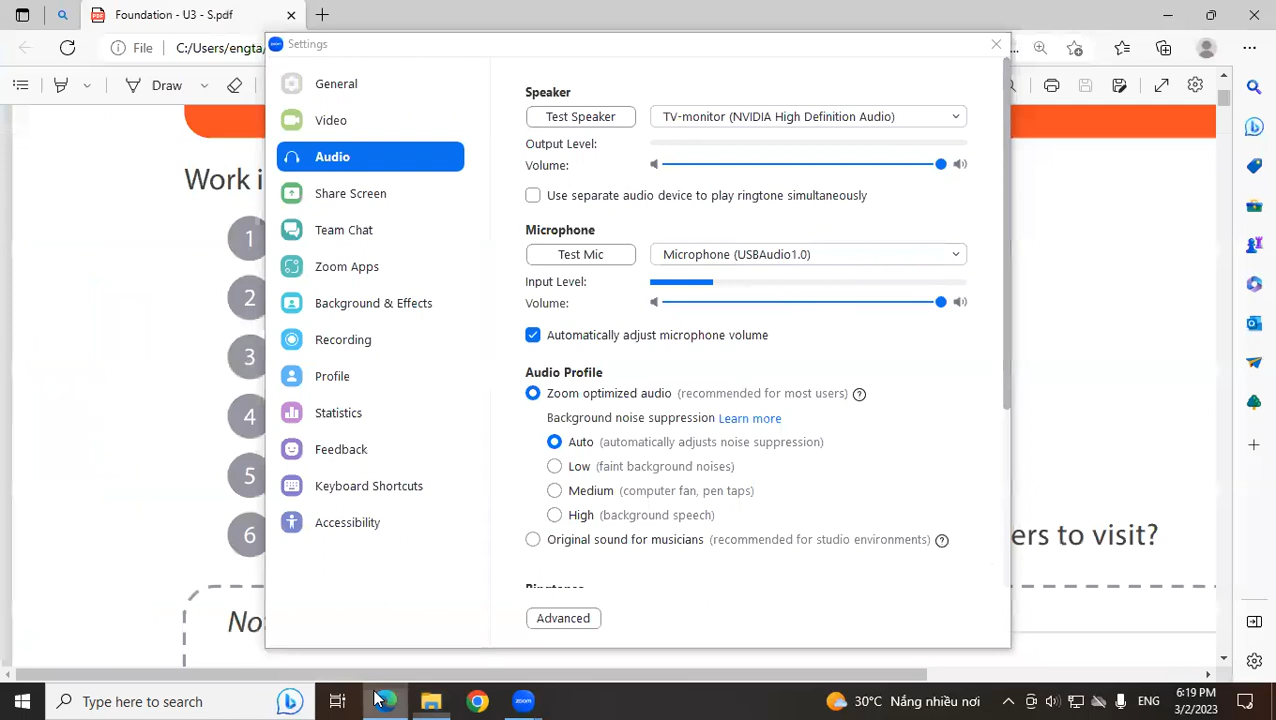 Foundation - U3 - S.pdf
File
C:/Users/engta/
Draw
Work i
1
2
3
4
5
6
ers to visit?
Settings
General
Video
Audio
Share Screen
Team Chat
Zoom Apps
Background & Effects
Recording
Profile
Statistics
Feedback
Keyboard Shortcuts
Accessibility
Speaker
Test Speaker
TV-monitor (NVIDIA High Definition Audio)
Output Level:
Volume:
Use separate audio device to play ringtone simultaneously
Microphone
Test Mic
Microphone (USBAudio1.0)
Input Level:
Volume:
Automatically adjust microphone volume
Audio Profile
Zoom optimized audio (recommended for most users)
Background noise suppression Learn more
Auto (automatically adjusts noise suppression)
Low (faint background noises)
Medium (computer fan, pen taps)
High (background speech)
Original sound for musicians (recommended for studio environments)
Advanced
Type here to search
zoom
30°C Nắng nhiều nơi
ENG
6:19 PM
3/2/2023